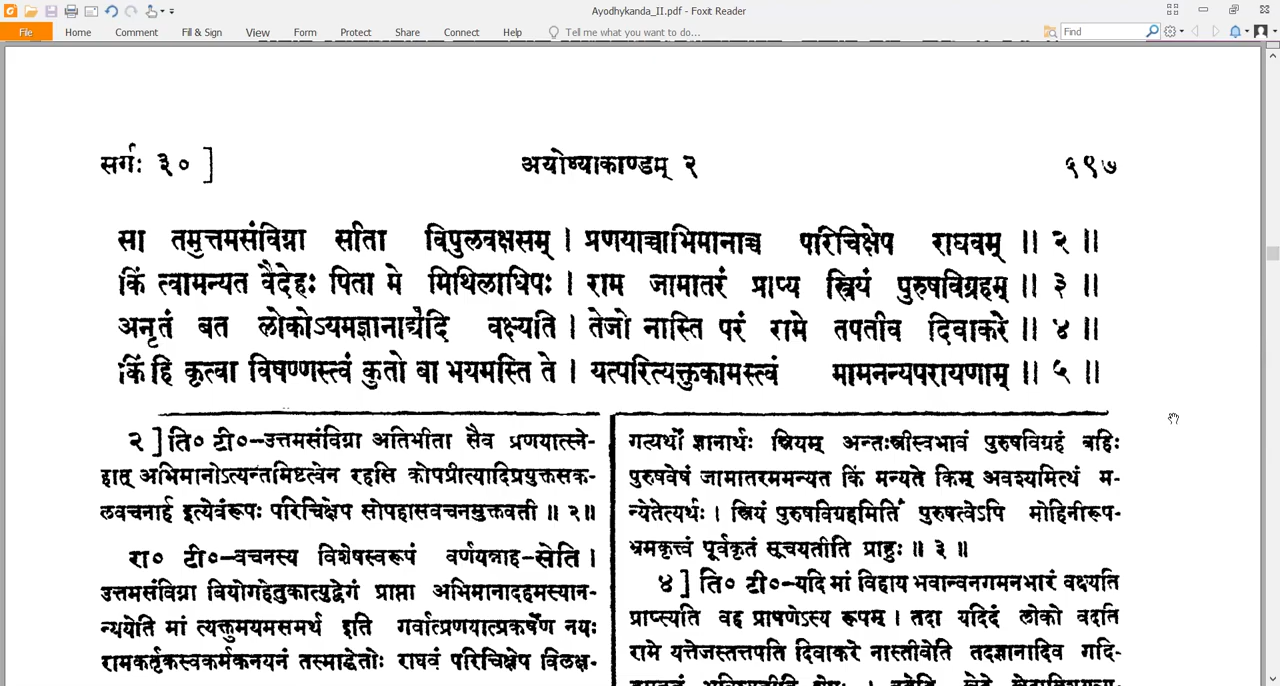 Ayodhykanda_II.pdf - Foxit Reader
File Home Comment Fill & Sign View Form Protect Share Connect Help Tell me what you want to do... Find
सर्गः ३० ] अयोध्याकाण्डम् २ ६९७
सा तमुत्तमसंविग्ना सीता विपुलवक्षसम् । प्रणयाच्चाभिमानाच्च परिचिक्षेप राघवम् ॥ २ ॥
किं त्वामन्यत वैदेहः पिता मे मिथिलाधिपः । राम जामातरं प्राप्य स्त्रियं पुरुषविग्रहम् ॥ ३ ॥
अनृतं बत लोकोऽयमज्ञानाद्यदि वक्ष्यति । तेजो नास्ति परं रामे तपतीव दिवाकरे ॥ ४ ॥
किं हि कृत्वा विषण्णस्त्वं कुतो वा भयमस्ति ते । यत्परित्यक्तुकामस्त्वं मामनन्यपरायणाम् ॥ ५ ॥
२ ] ति० टी०-उत्तमसंविग्ना अतिभीता सैव प्रणयात्स्ने-
हात् अभिमानोऽत्यन्तमिष्टत्वेन रहसि कोपप्रीत्यादिप्रयुक्तसक-
लवचनार्ह इत्येवंरूपः परिचिक्षेप सोपहासवचनमुक्तवती ॥ २॥
रा० टी०-वचनस्य विशेषस्वरूपं वर्णयन्नाह-सेति ।
उत्तमसंविग्ना वियोगहेतुकात्युद्वेगं प्राप्ता अभिमानादहमस्यान-
न्ध्ययेति मां त्यक्तुमयमसमर्थ इति गर्वात्प्रणयात्प्रकर्षेण नयः
रामकर्तृकस्वकर्मकनयनं तस्माद्धेतोः राघवं परिचिक्षेप विलक्ष-
गत्यर्थो ज्ञानार्थः स्त्रियम् अन्तःस्त्रीस्वभावं पुरुषविग्रहं बहिः
पुरुषवेषं जामातरममन्यत किं मन्यते किम् अवश्यमित्थं म-
न्येतेत्यर्थः । स्त्रियं पुरुषविग्रहमिति पुरुषत्वेऽपि मोहिनीरूप-
भ्रमकृत्त्वं पूर्वकृतं सूचयतीति प्राहुः ॥ ३ ॥
४ ] ति० टी०-यदि मां विहाय भवान्वनगमनभारं वक्ष्यति
प्राप्स्यति वह प्रापणेऽस्य रूपम् । तदा यदिदं लोको वदति
रामे यत्तेजस्तत्तपति दिवाकरे नास्तीवेति तदज्ञानादिव गदि-